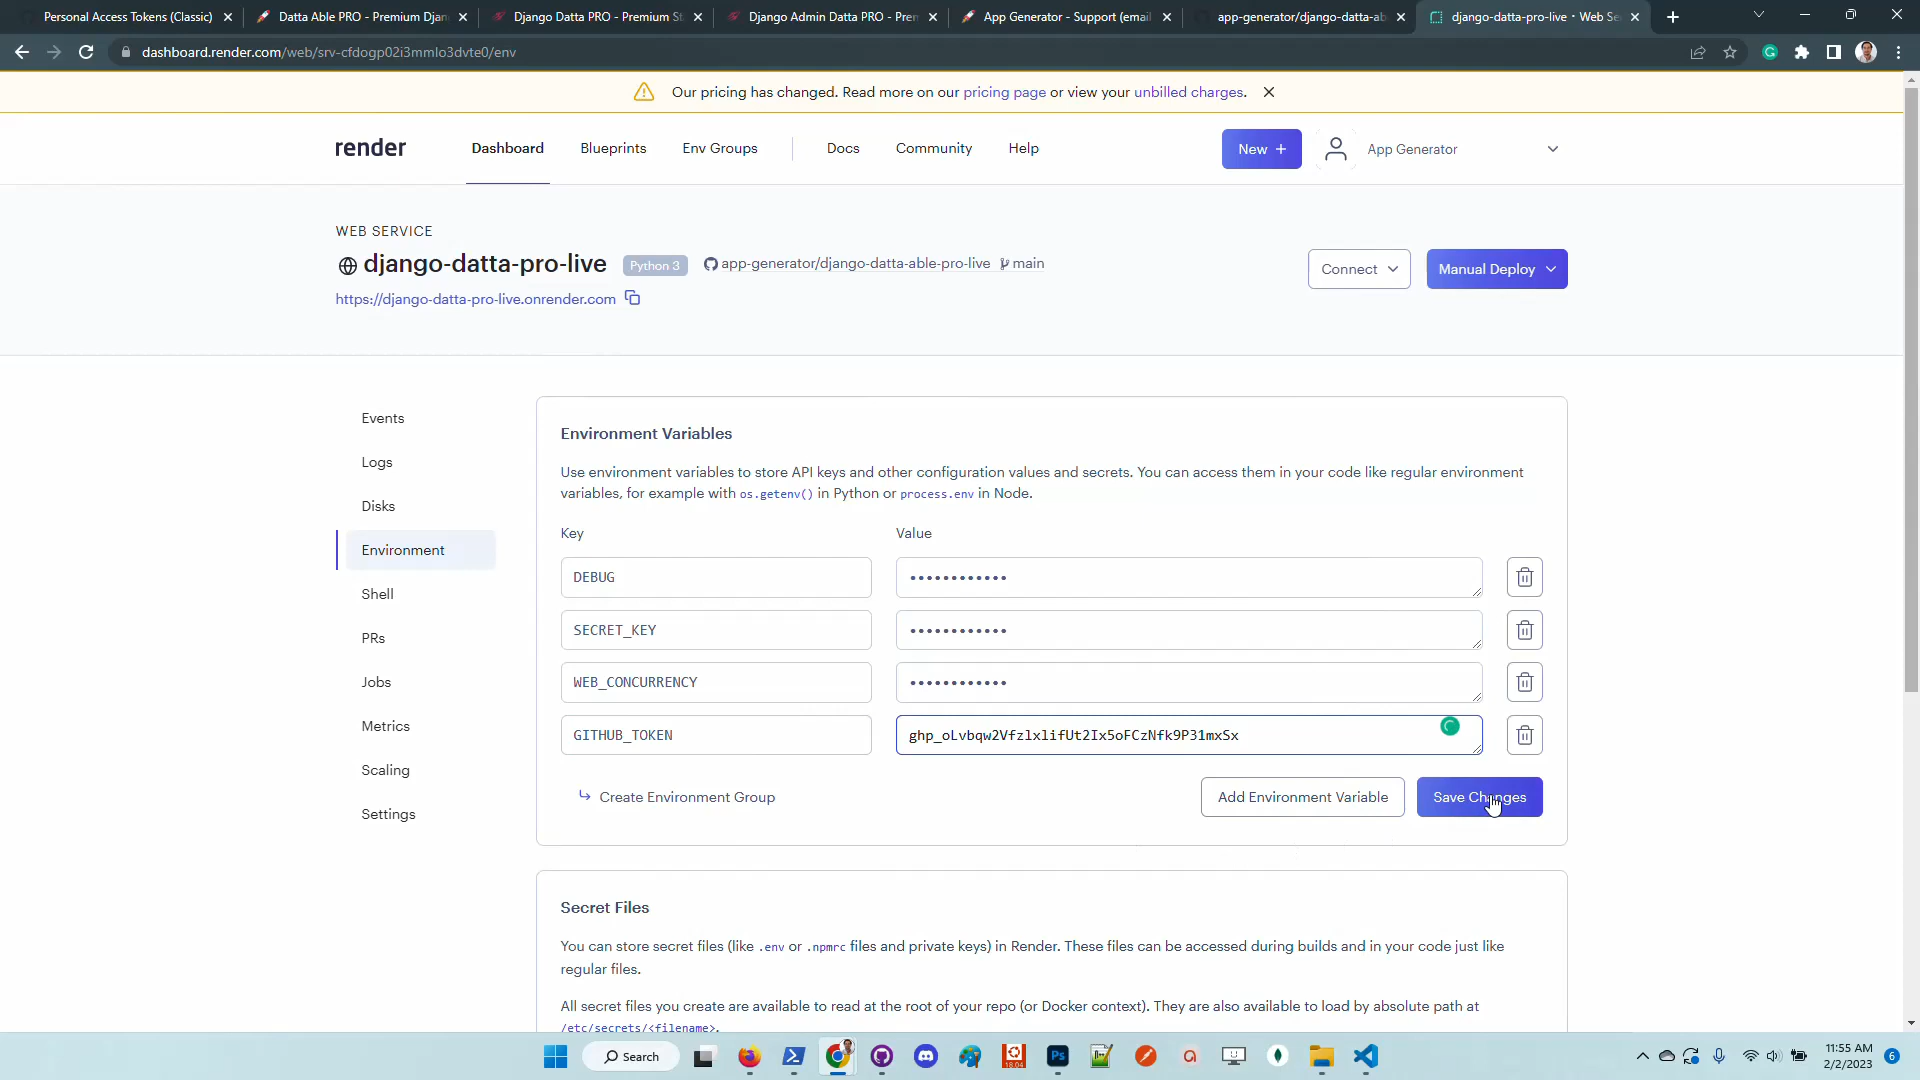 Personal Access Tokens (Classic)
Datta Able PRO - Premium Djan
Django Datta PRO - Premium S
Django Admin Datta PRO - Prem
App Generator - Support (email
app-generator/django-datta-ab
django-datta-pro-live · Web Se
dashboard.render.com/web/srv-cfdogp02i3mmlo3dvte0/env
Our pricing has changed. Read more on our pricing page or view your unbilled charges.
render
Dashboard
Blueprints
Env Groups
Docs
Community
Help
New +
App Generator
WEB SERVICE
django-datta-pro-live
Python 3
app-generator/django-datta-able-pro-live
main
Connect
Manual Deploy
https://django-datta-pro-live.onrender.com
Events
Logs
Disks
Environment
Shell
PRs
Jobs
Metrics
Scaling
Settings
Environment Variables
Use environment variables to store API keys and other configuration values and secrets. You can access them in your code like regular environment
variables, for example with os.getenv() in Python or process.env in Node.
Key
Value
DEBUG
••••••••••••
SECRET_KEY
••••••••••••
WEB_CONCURRENCY
••••••••••••
GITHUB_TOKEN
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
Create Environment Group
Add Environment Variable
Save Changes
Secret Files
You can store secret files (like .env or .npmrc files and private keys) in Render. These files can be accessed during builds and in your code just like
regular files.
All secret files you create are available to read at the root of your repo (or Docker context). They are also available to load by absolute path at
/etc/secrets/<filename>.
Search
18.04
11:55 AM
2/2/2023
6